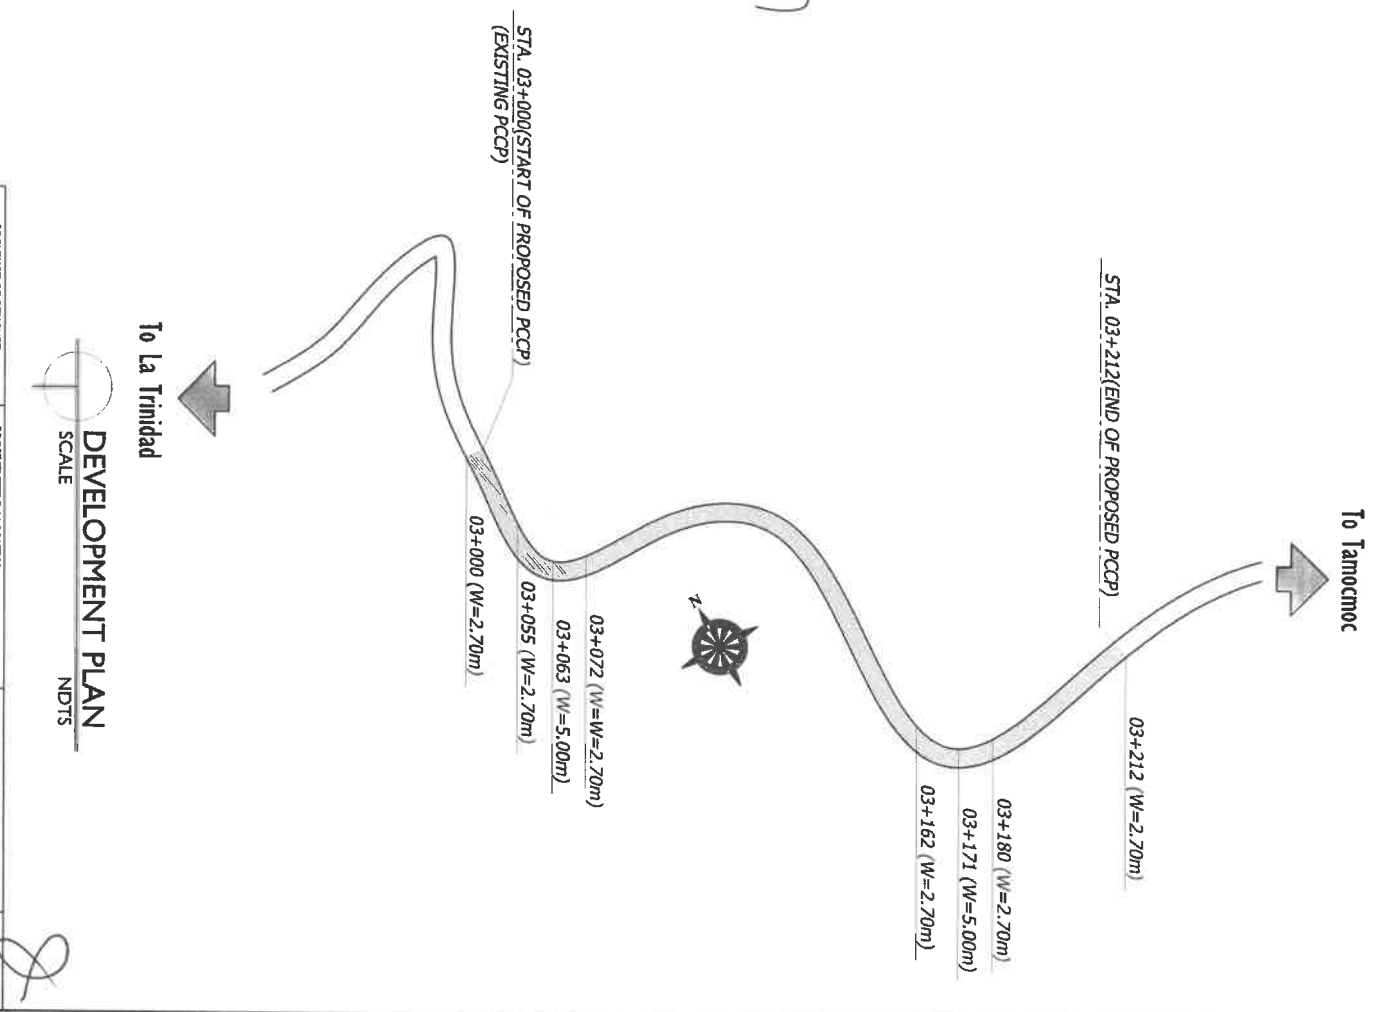 To Tamocmoc
STA. 03+212(END OF PROPOSED PCCP)
03+212 (W=2.70m)
03+180 (W=2.70m)
03+171 (W=5.00m)
03+162 (W=2.70m)
N
03+072 (W=W=2.70m)
03+063 (W=5.00m)
03+055 (W=2.70m)
03+000 (W=2.70m)
STA. 03+000(START OF PROPOSED PCCP)
(EXISTING PCCP)
To La Trinidad
DEVELOPMENT PLAN
SCALE NDTS